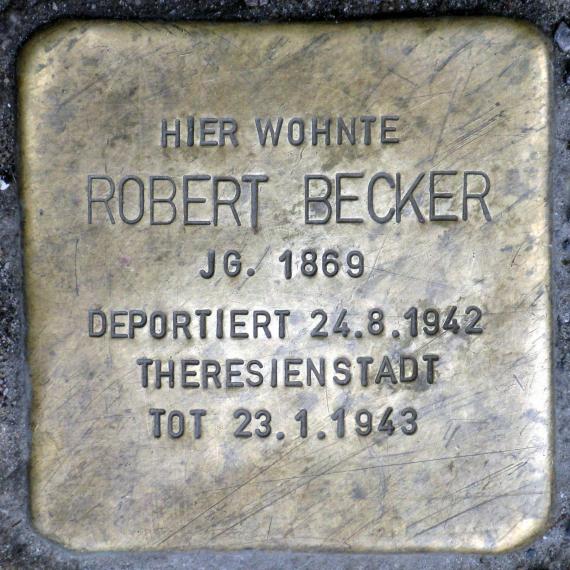 HIER WOHNTE
ROBERT BECKER
JG. 1869
DEPORTIERT 24.8.1942
THERESIENSTADT
TOT 23.1.1943